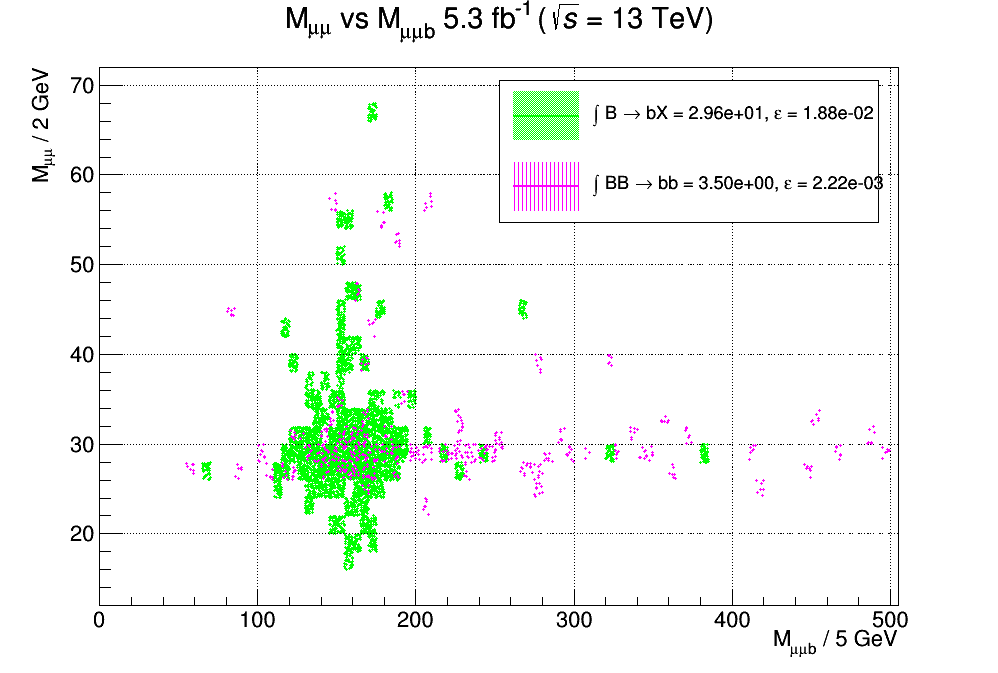 Mμμ vs Mμμb 5.3 fb⁻¹ (√s = 13 TeV)
Mμμ / 2 GeV
70
60
50
40
30
20
∫ B → bX = 2.96e+01, ε = 1.88e-02
∫ BB → bb = 3.50e+00, ε = 2.22e-03
0 100 200 300 400 500
Mμμb / 5 GeV